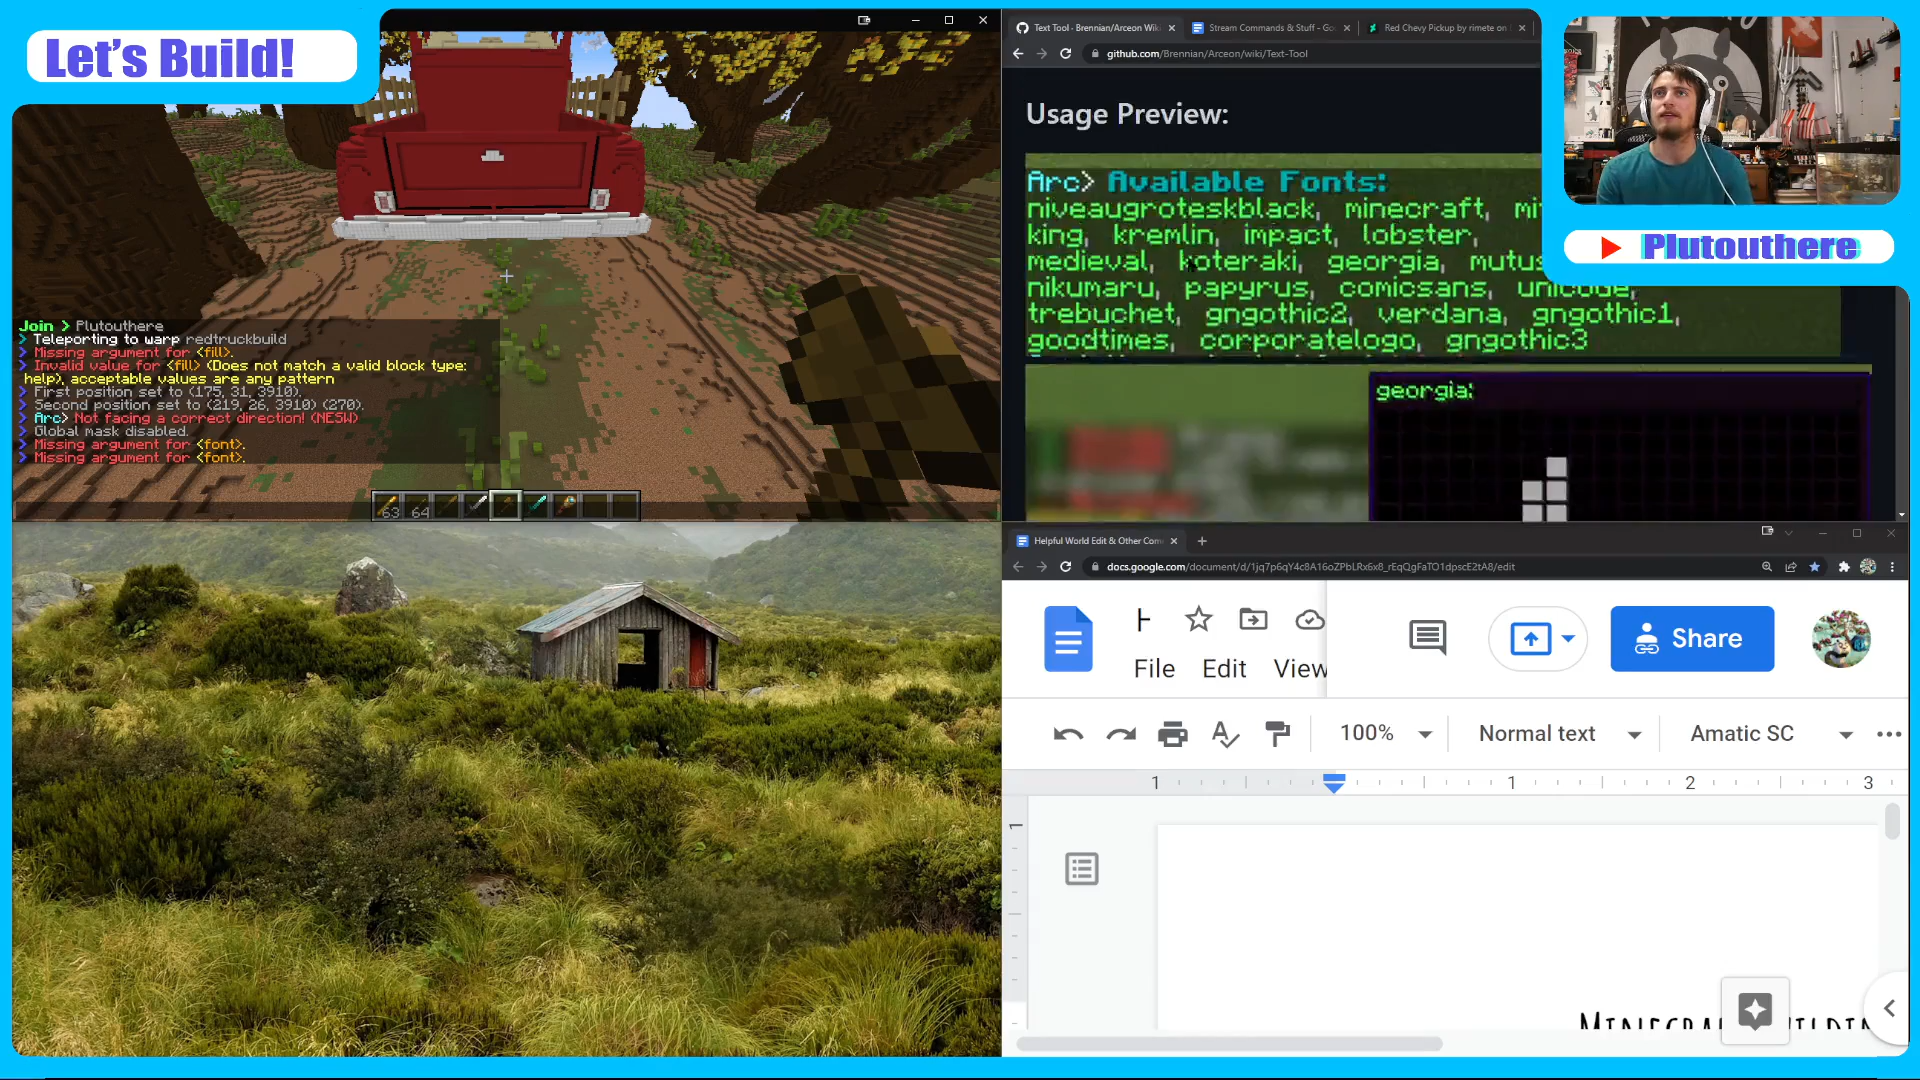 Let's Build!
Join > Plutouthere
> Teleporting to warp redtruckbuild
> Missing argument for <fill>.
> Invalid value for <fill> (Does not match a valid block type:
help), acceptable values are any pattern
> First position set to (175, 31, 3910).
> Second position set to (219, 26, 3910) (270).
> Arc> Not facing a correct direction! (NESW)
> Global mask disabled.
> Missing argument for <font>.
> Missing argument for <font>.
63 64
Text Tool - Brennian/Arceon Wiki
Stream Commands & Stuff - Go
Red Chevy Pickup by rimete on
github.com/Brennian/Arceon/wiki/Text-Tool
Usage Preview:
Arc> Available Fonts:
niveaugroteskblack, minecraft, mi
king, kremlin, impact, lobster,
medieval, koteraki, georgia, mutus
nikumaru, papyrus, comicsans, unicode,
trebuchet, gngothic2, verdana, gngothic1,
goodtimes, corporatelogo, gngothic3
georgia:
Plutouthere
Helpful World Edit & Other Com
docs.google.com/document/d/1jq7p6qY4c8A16oZPbLRx6x8_rEqQgFaTO1dpscE2tA8/edit
File Edit View
Share
100% Normal text Amatic SC
1 1 2 3
1